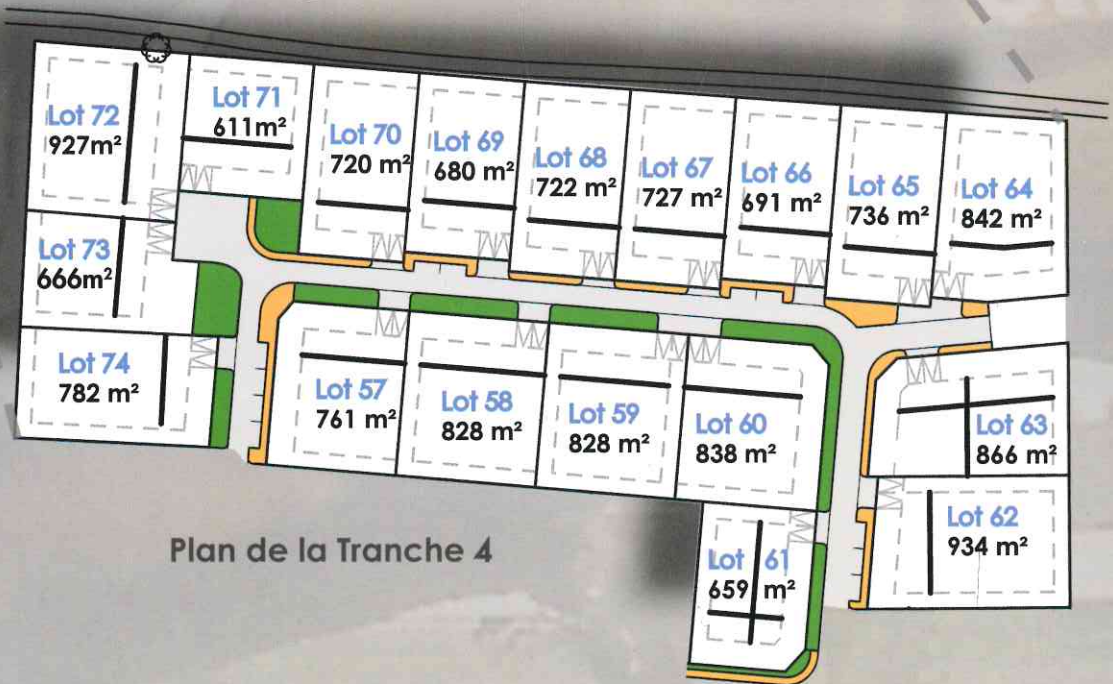 Lot 72
927m²
Lot 71
611m²
Lot 70
720 m²
Lot 69
680 m²
Lot 68
722 m²
Lot 67
727 m²
Lot 66
691 m²
Lot 65
736 m²
Lot 64
842 m²
Lot 73
666m²
Lot 74
782 m²
Lot 57
761 m²
Lot 58
828 m²
Lot 59
828 m²
Lot 60
838 m²
Lot 63
866 m²
Lot 62
934 m²
Lot 61
659 m²
Plan de la Tranche 4